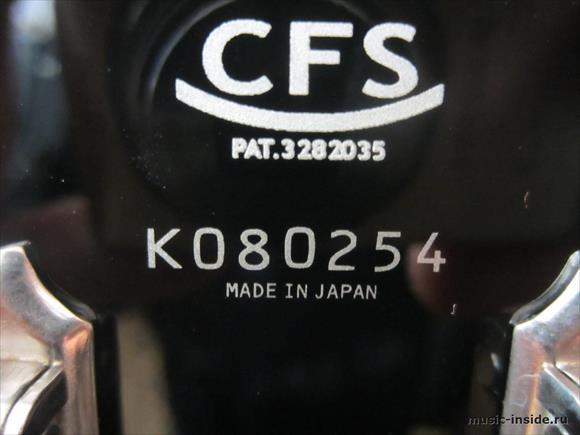 CFS
PAT.3282035
K080254
MADE IN JAPAN
music-inside.ru